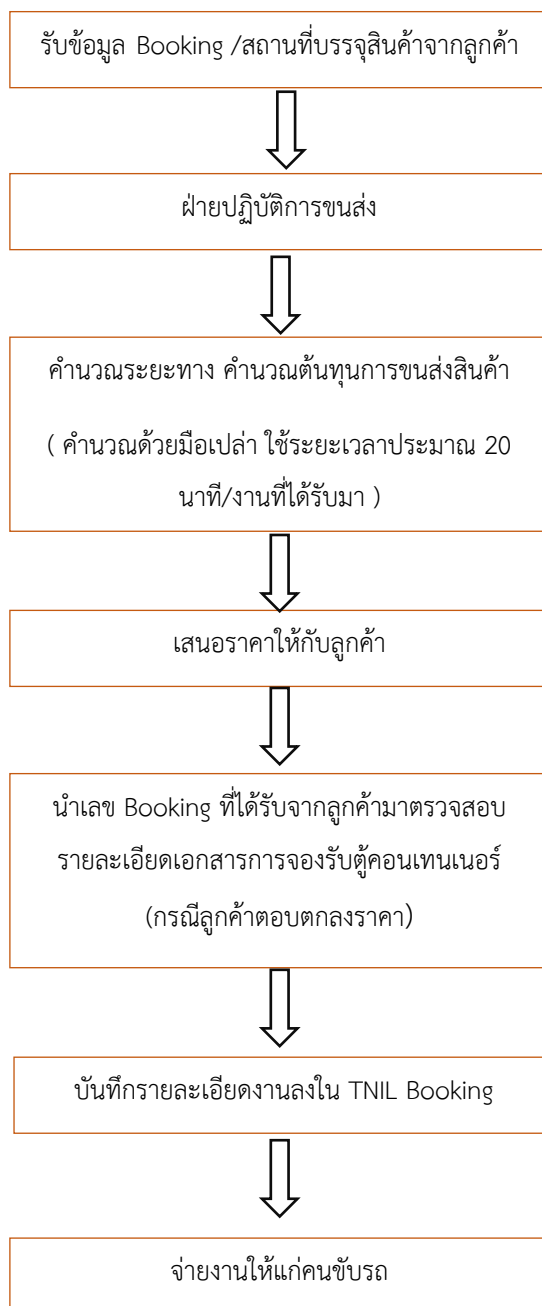 รับข้อมูล Booking /สถานที่บรรจุสินค้าจากลูกค้า
ฝ่ายปฏิบัติการขนส่ง
คำนวณระยะทาง คำนวณต้นทุนการขนส่งสินค้า
( คำนวณด้วยมือเปล่า ใช้ระยะเวลาประมาณ 20
นาที/งานที่ได้รับมา )
เสนอราคาให้กับลูกค้า
นำเลข Booking ที่ได้รับจากลูกค้ามาตรวจสอบ
รายละเอียดเอกสารการจองรับตู้คอนเทนเนอร์
(กรณีลูกค้าตอบตกลงราคา)
บันทึกรายละเอียดงานลงใน TNIL Booking
จ่ายงานให้แก่คนขับรถ